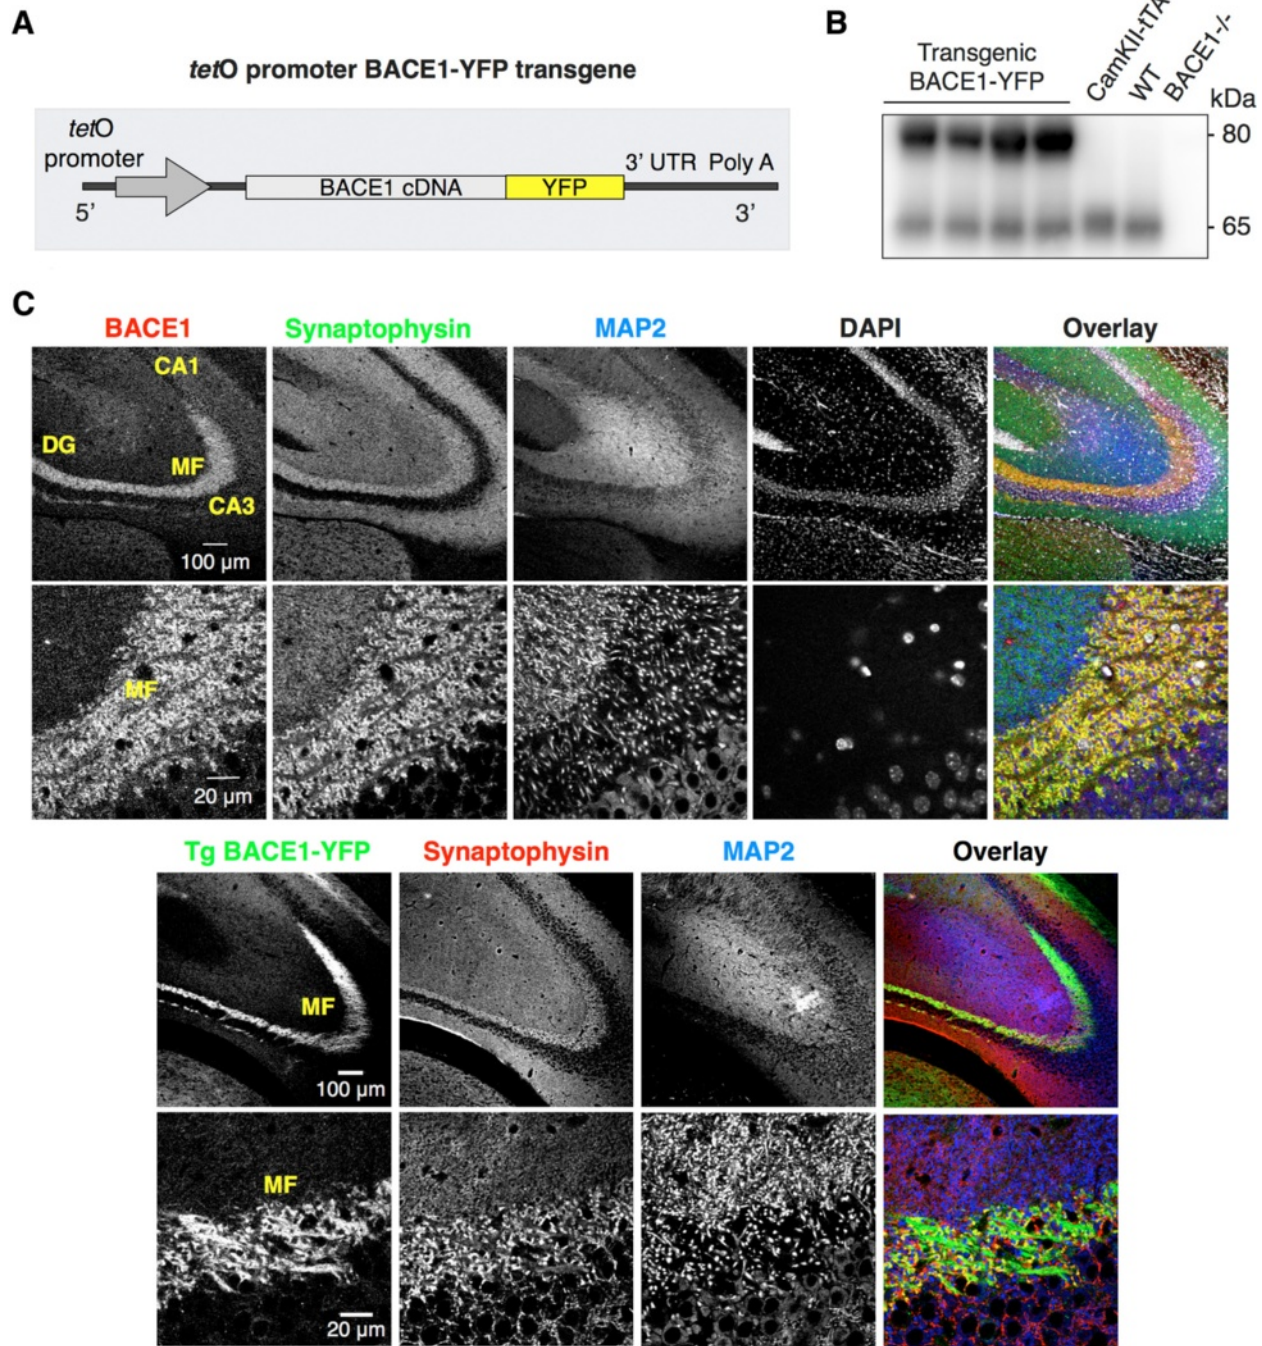 A
tetO promoter BACE1-YFP transgene
tetO
promoter
BACE1 cDNA
YFP
3' UTR Poly A
5'
3'
B
Transgenic
BACE1-YFP
CamKII-tTA
WT
BACE1-/-
kDa
80
65
C
BACE1
Synaptophysin
MAP2
DAPI
Overlay
CA1
DG
MF
CA3
100 µm
MF
20 µm
Tg BACE1-YFP
Synaptophysin
MAP2
Overlay
MF
100 µm
MF
20 µm